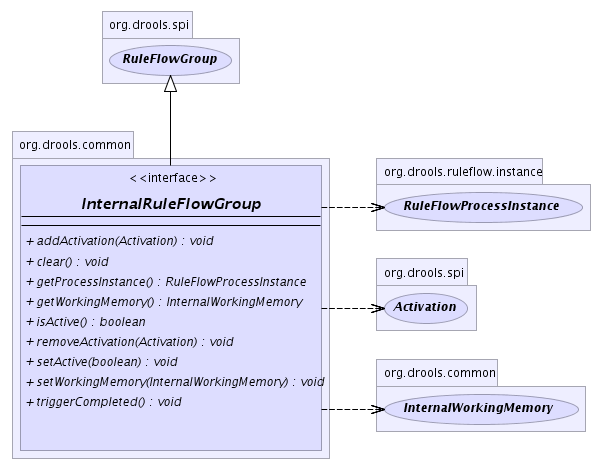 org.drools.spi
RuleFlowGroup
org.drools.common
<<interface>>
InternalRuleFlowGroup
+ addActivation(Activation) : void
+ clear() : void
+ getProcessInstance() : RuleFlowProcessInstance
+ getWorkingMemory() : InternalWorkingMemory
+ isActive() : boolean
+ removeActivation(Activation) : void
+ setActive(boolean) : void
+ setWorkingMemory(InternalWorkingMemory) : void
+ triggerCompleted() : void
org.drools.ruleflow.instance
RuleFlowProcessInstance
org.drools.spi
Activation
org.drools.common
InternalWorkingMemory